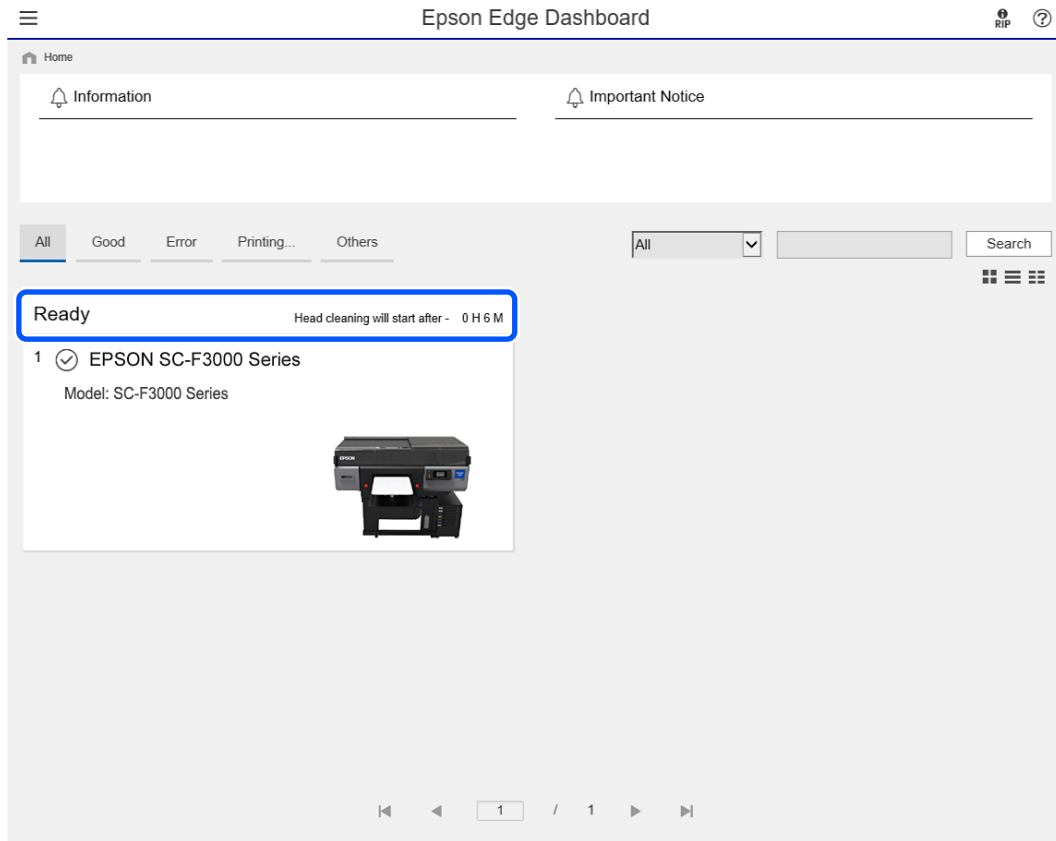 Epson Edge Dashboard
RIP
Home
Information
Important Notice
All Good Error Printing... Others
All
Search
Ready Head cleaning will start after - 0 H 6 M
1 EPSON SC-F3000 Series
Model: SC-F3000 Series
EPSON
1 / 1